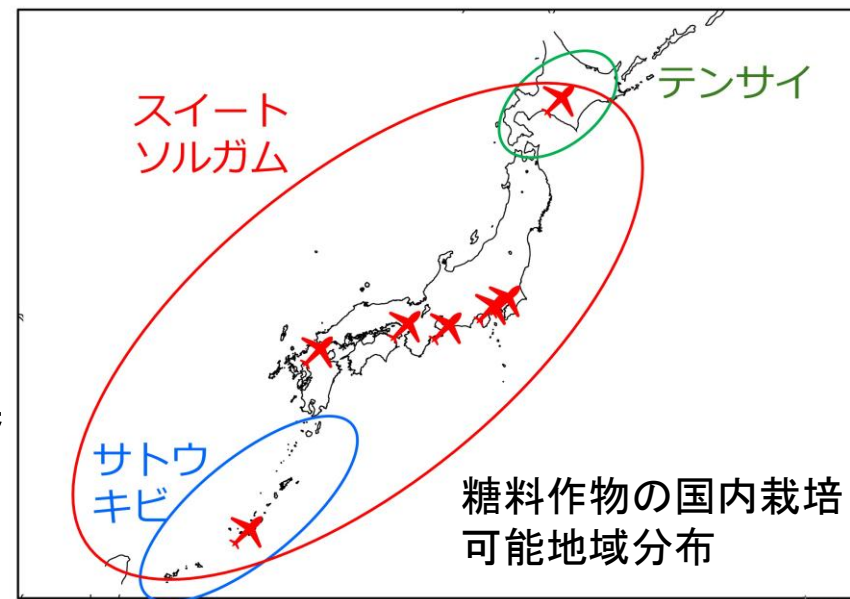 テンサイ
スイート
ソルガム
サトウ
キビ
糖料作物の国内栽培
可能地域分布